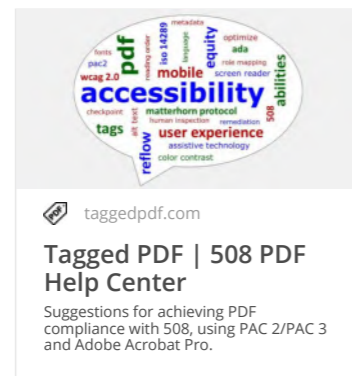 metadata
fonts
pdf
reading order
iso 14289
language
equity
optimize
ada
pac2
mobile
role mapping
screen reader
wcag 2.0
abilities
accessibility
checkpoint
matterhorn protocol
508
tags
alt text
human inspection
remediation
user experience
reflow
assistive technology
color contrast
PDF
taggedpdf.com
Tagged PDF | 508 PDF
Help Center
Suggestions for achieving PDF
compliance with 508, using PAC 2/PAC 3
and Adobe Acrobat Pro.